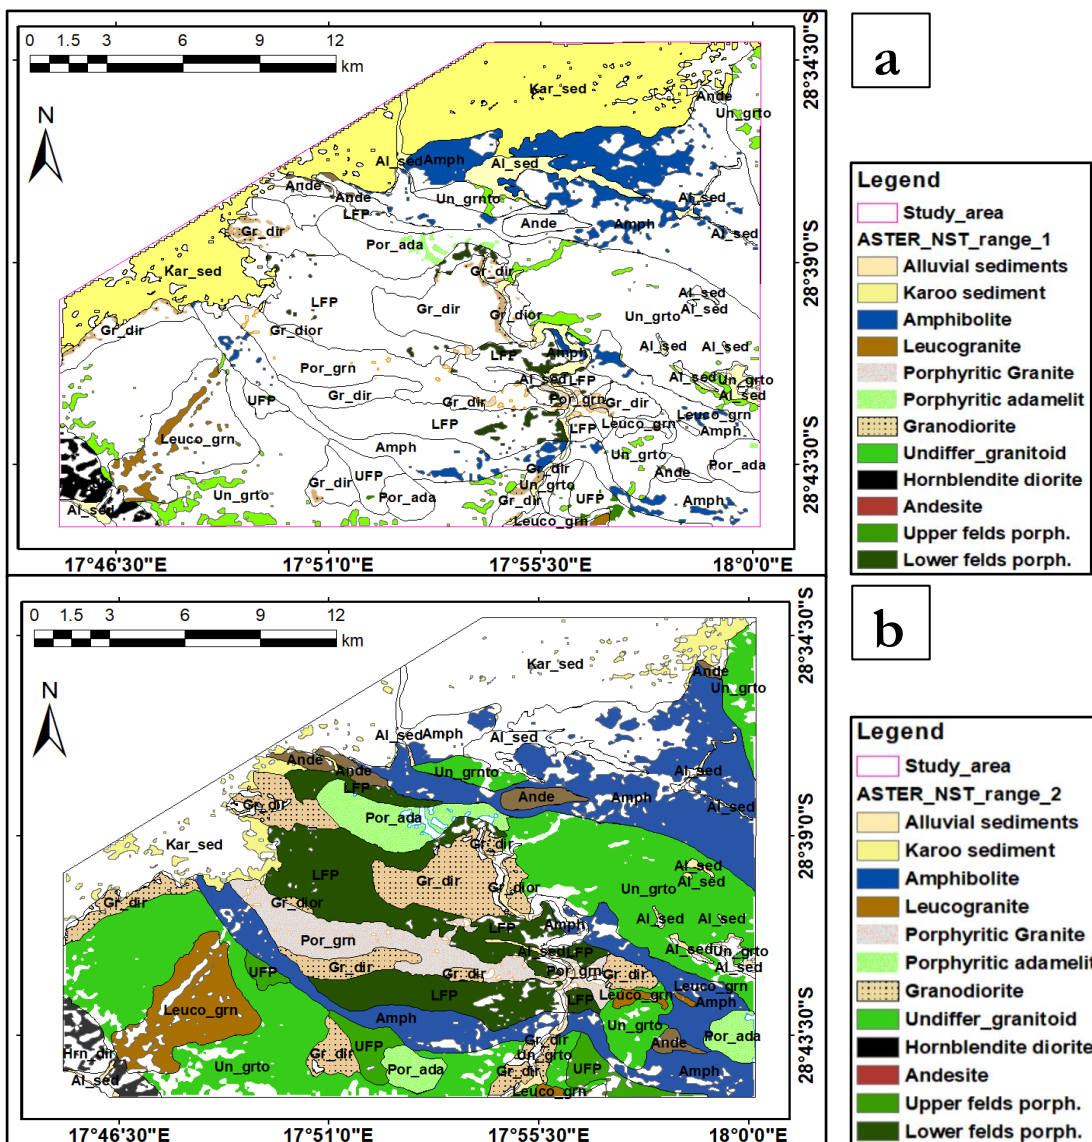 0 1.5 3 6 9 12
km
a
N
28°34'30"S
28°39'0"S
28°43'30"S
Kar_sed
Ande
Un_grto
Al_sed
Amph
Al_sed
Ande
Ande
LFP
Un_grnto
Ande
Amph
Al_sed
Al_sed
Gr_dir
Por_ada
Kar_sed
Gr_dir
LFP
Gr_dir
Gr_dior
Al_sed
Al_sed
Un_grto
Gr_dir
Gr_dior
Al_sed
Al_sed
LFP
Amph
Por_grn
Al_sed
LFP
Al_sed
Un_grto
Al_sed
UFP
Gr_dir
Gr_dir
Por_grn
Gr_dir
Leuco_grn
LFP
LFP
Leuco_grn
Amph
Leuco_grn
Amph
Un_grto
Por_ada
Gr_dir
Ande
Gr_dir
UFP
Un_grto
Un_grto
Gr_dir
Por_ada
Gr_dir
UFP
Amph
Al_sed
Leuco_grn
17°46'30"E 17°51'0"E 17°55'30"E 18°0'0"E
Legend
Study_area
ASTER_NST_range_1
Alluvial sediments
Karoo sediment
Amphibolite
Leucogranite
Porphyritic Granite
Porphyritic adamelit
Granodiorite
Undiffer_granitoid
Hornblendite diorite
Andesite
Upper felds porph.
Lower felds porph.
0 1.5 3 6 9 12
km
b
N
28°34'30"S
28°39'0"S
28°43'30"S
Kar_sed
Ande
Un_grto
Al_sed
Amph
Al_sed
Ande
Ande
LFP
Un_grnto
Al_sed
Ande
Amph
Al_sed
Gr_dir
Por_ada
Kar_sed
Gr_dir
LFP
Gr_dir
Gr_dior
Al_sed
Al_sed
Un_grto
Gr_dir
Gr_dior
Al_sed
Al_sed
LFP
Amph
Por_grn
Al_sed
LFP
Al_sed
Un_grto
Al_sed
UFP
Gr_dir
Gr_dir
Por_grn
Gr_dir
Leuco_grn
LFP
LFP
Leuco_grn
Amph
Leuco_grn
Amph
Un_grto
Por_ada
Hrn_dir
Gr_dir
Ande
Gr_dir
UFP
Un_grto
Un_grto
Por_ada
Gr_dir
UFP
Amph
Al_sed
Leuco_grn
17°46'30"E 17°51'0"E 17°55'30"E 18°0'0"E
Legend
Study_area
ASTER_NST_range_2
Alluvial sediments
Karoo sediment
Amphibolite
Leucogranite
Porphyritic Granite
Porphyritic adamelit
Granodiorite
Undiffer_granitoid
Hornblendite diorite
Andesite
Upper felds porph.
Lower felds porph.